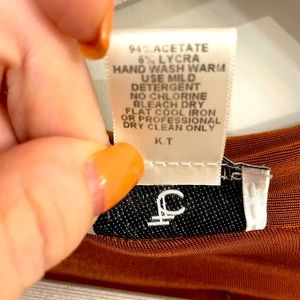 94% ACETATE
6% LYCRA
HAND WASH WARM
USE MILD
DETERGENT
NO CHLORINE
BLEACH DRY
FLAT COOL IRON
OR PROFESSIONAL
DRY CLEAN ONLY
K.T